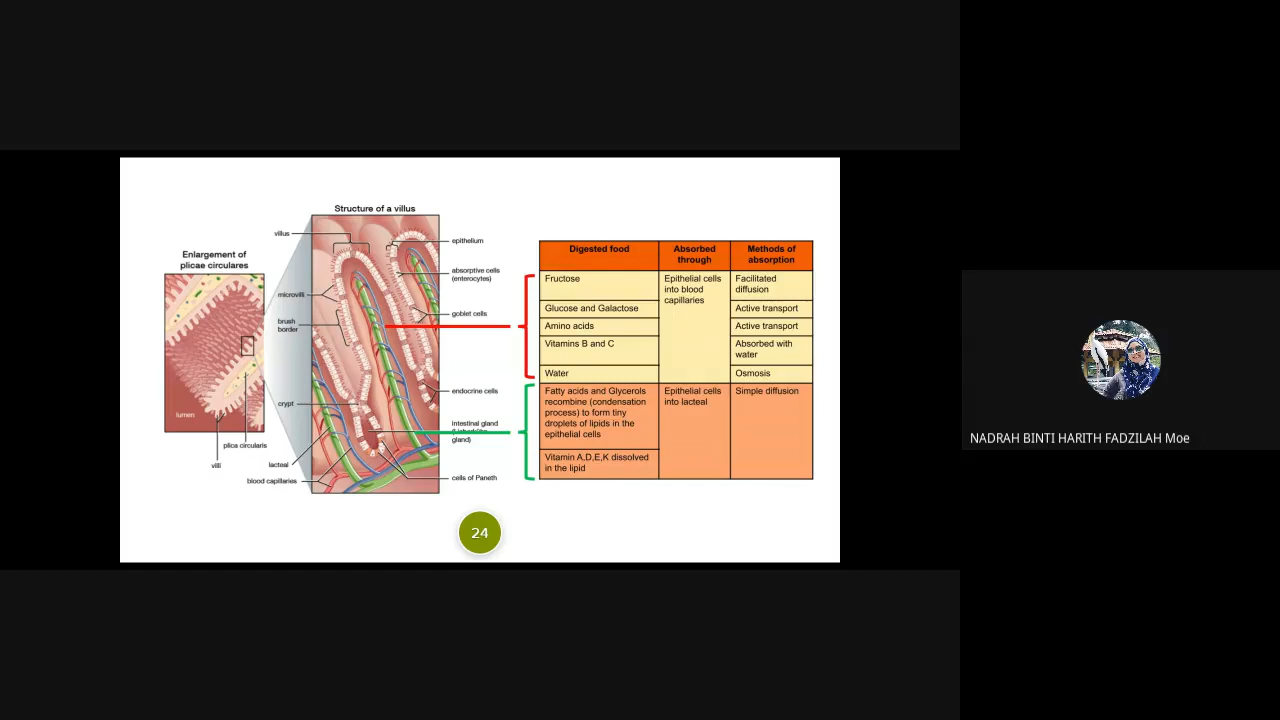 Structure of a villus
Enlargement of
plicae circulares
lumen
plica circularis
villi
villus
microvilli
brush
border
crypt
lacteal
blood capillaries
epithelium
absorptive cells
(enterocytes)
goblet cells
endocrine cells
intestinal gland
gland)
cells of Paneth
Digested food
Absorbed
through
Methods of
absorption
Fructose
Epithelial cells
into blood
capillaries
Facilitated
diffusion
Glucose and Galactose
Active transport
Amino acids
Active transport
Vitamins B and C
Absorbed with
water
Water
Osmosis
Fatty acids and Glycerols
recombine (condensation
process) to form tiny
droplets of lipids in the
epithelial cells
Epithelial cells
into lacteal
Simple diffusion
Vitamin A,D,E,K dissolved
in the lipid
24
NADRAH BINTI HARITH FADZILAH Moe